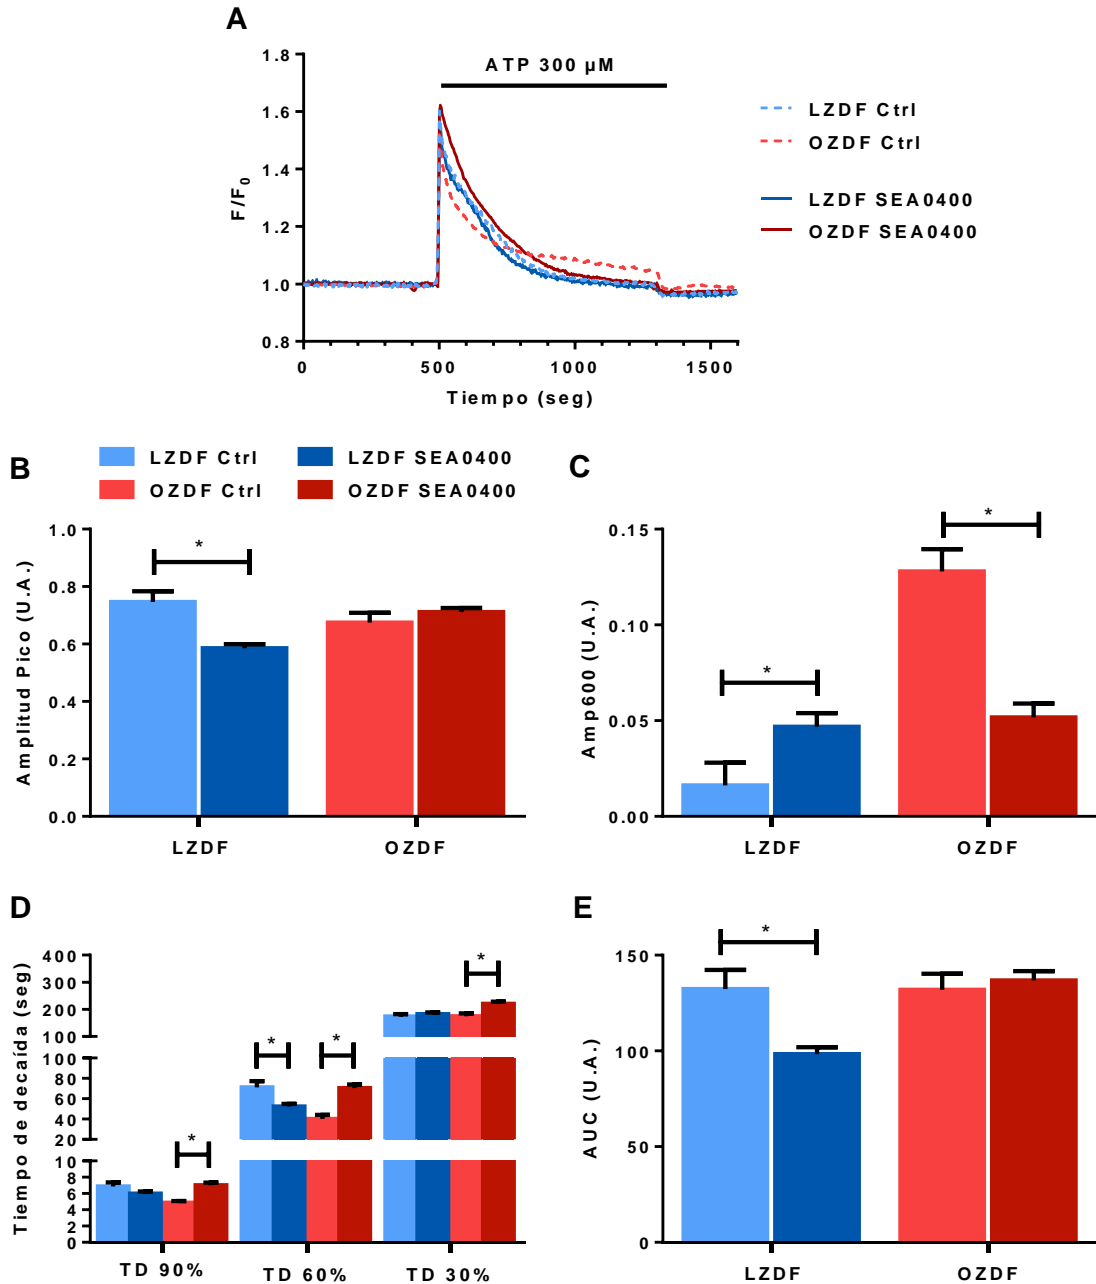 A
ATP 300 µM
1.8
1.6
1.4
1.2
1.0
0.8
F/F0
0
500
1000
1500
Tiempo (seg)
LZDF Ctrl
OZDF Ctrl
LZDF SEA0400
OZDF SEA0400
B
LZDF Ctrl
LZDF SEA0400
OZDF Ctrl
OZDF SEA0400
*
1.0
0.8
0.6
0.4
0.2
0.0
Amplitud Pico (U.A.)
LZDF
OZDF
C
*
*
0.15
0.10
0.05
0.00
Amp600 (U.A.)
LZDF
OZDF
D
400
300
200
100
100
80
60
40
20
10
8
6
4
2
0
Tiempo de decaída (seg)
*
*
*
*
TD 90%
TD 60%
TD 30%
E
*
150
100
50
0
AUC (U.A.)
LZDF
OZDF